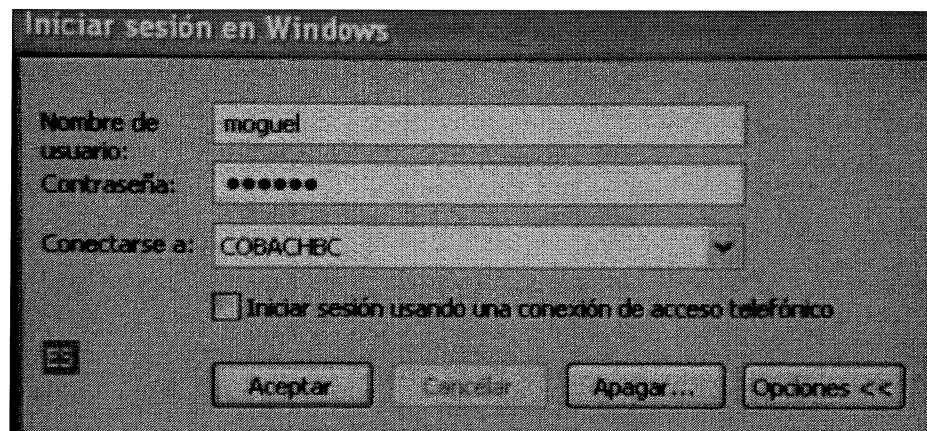 Iniciar sesión en Windows
Nombre de
usuario:
moguel
Contraseña:
••••••
Conectarse a:
COBACHBC
Iniciar sesión usando una conexión de acceso telefónico
ES
Aceptar
Cancelar
Apagar...
Opciones <<